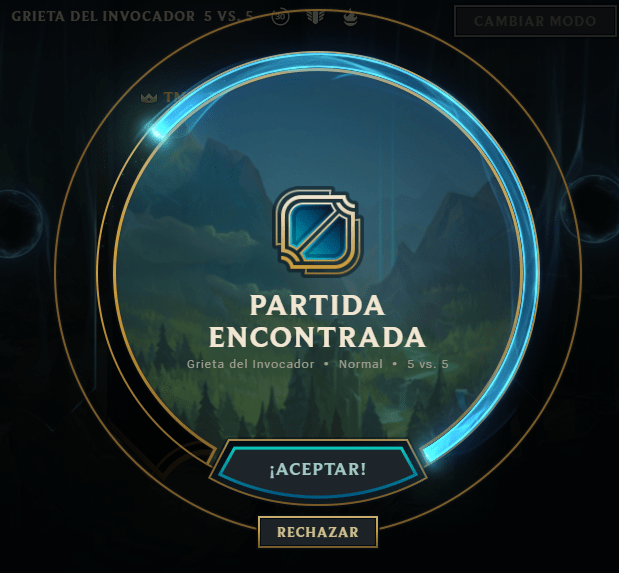 GRIETA DEL INVOCADOR 5 VS. 5 30
CAMBIAR MODO
PARTIDA
ENCONTRADA
Grieta del Invocador • Normal • 5 vs. 5
¡ACEPTAR!
RECHAZAR